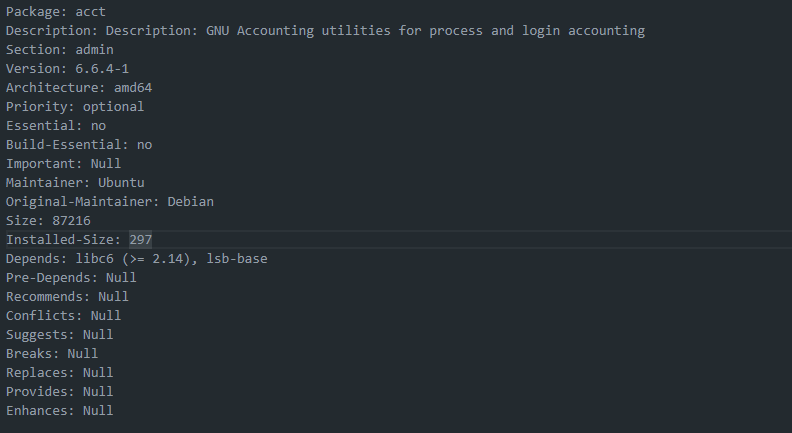 Package: acct
Description: Description: GNU Accounting utilities for process and login accounting
Section: admin
Version: 6.6.4-1
Architecture: amd64
Priority: optional
Essential: no
Build-Essential: no
Important: Null
Maintainer: Ubuntu
Original-Maintainer: Debian
Size: 87216
Installed-Size: 297
Depends: libc6 (>= 2.14), lsb-base
Pre-Depends: Null
Recommends: Null
Conflicts: Null
Suggests: Null
Breaks: Null
Replaces: Null
Provides: Null
Enhances: Null